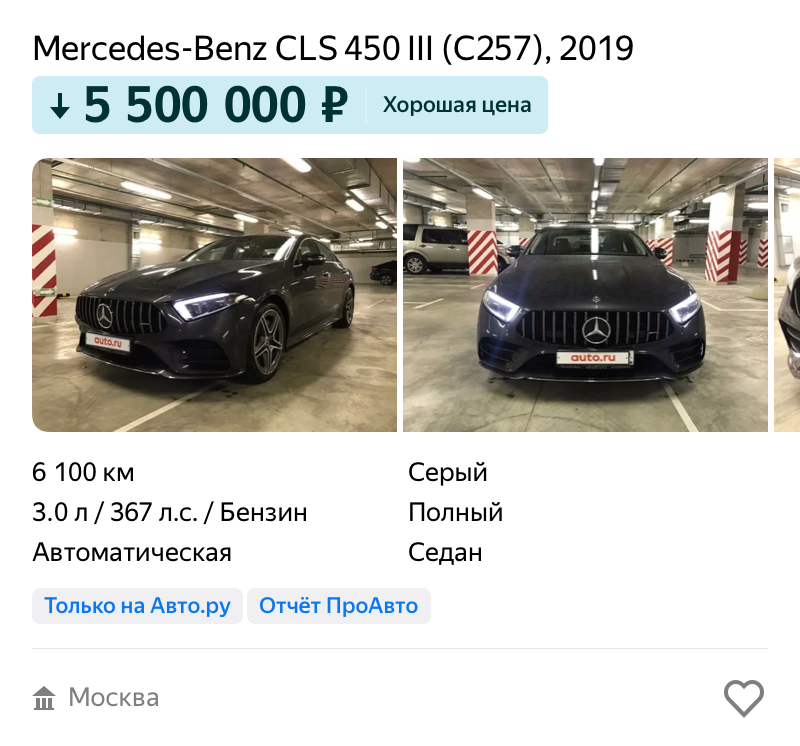 Mercedes-Benz CLS 450 III (C257), 2019
↓ 5 500 000 ₽ Хорошая цена
auto.ru
auto.ru
6 100 км
Серый
3.0 л / 367 л.с. / Бензин
Полный
Автоматическая
Седан
Только на Авто.ру
Отчёт ПроАвто
Москва